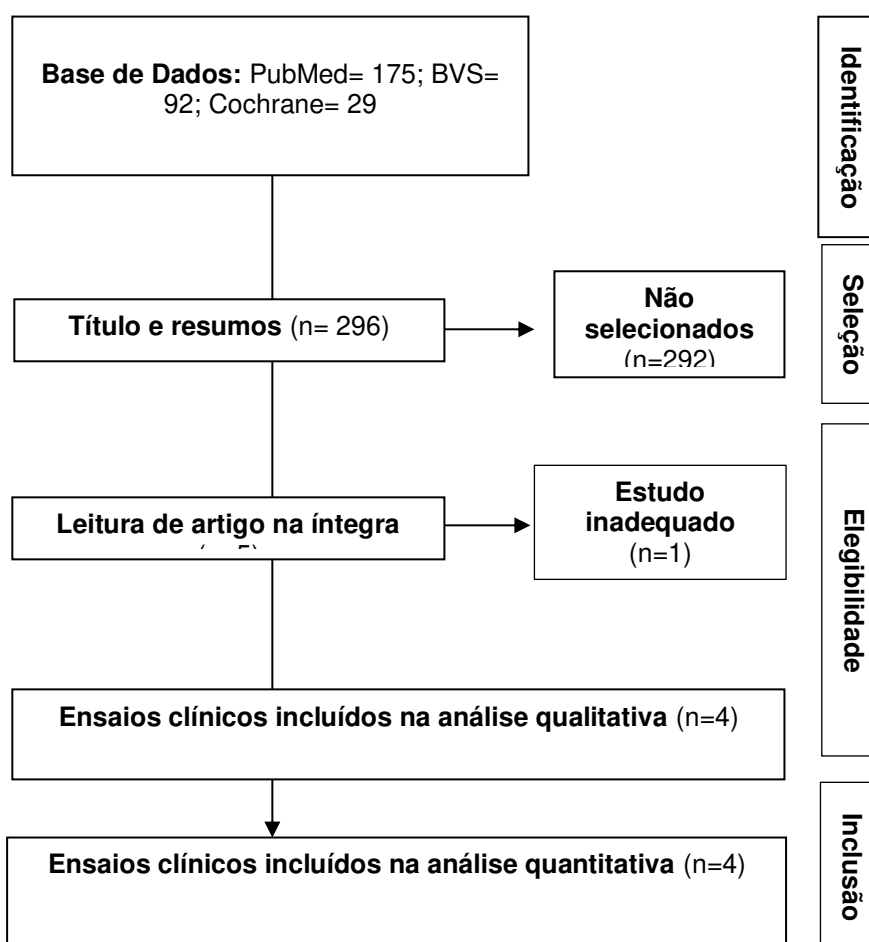 Base de Dados: PubMed= 175; BVS=
92; Cochrane= 29
Identificação
Título e resumos (n= 296)
Não
selecionados
(n=292)
Seleção
Leitura de artigo na íntegra
Estudo
inadequado
(n=1)
Elegibilidade
Ensaios clínicos incluídos na análise qualitativa (n=4)
Ensaios clínicos incluídos na análise quantitativa (n=4)
Inclusão